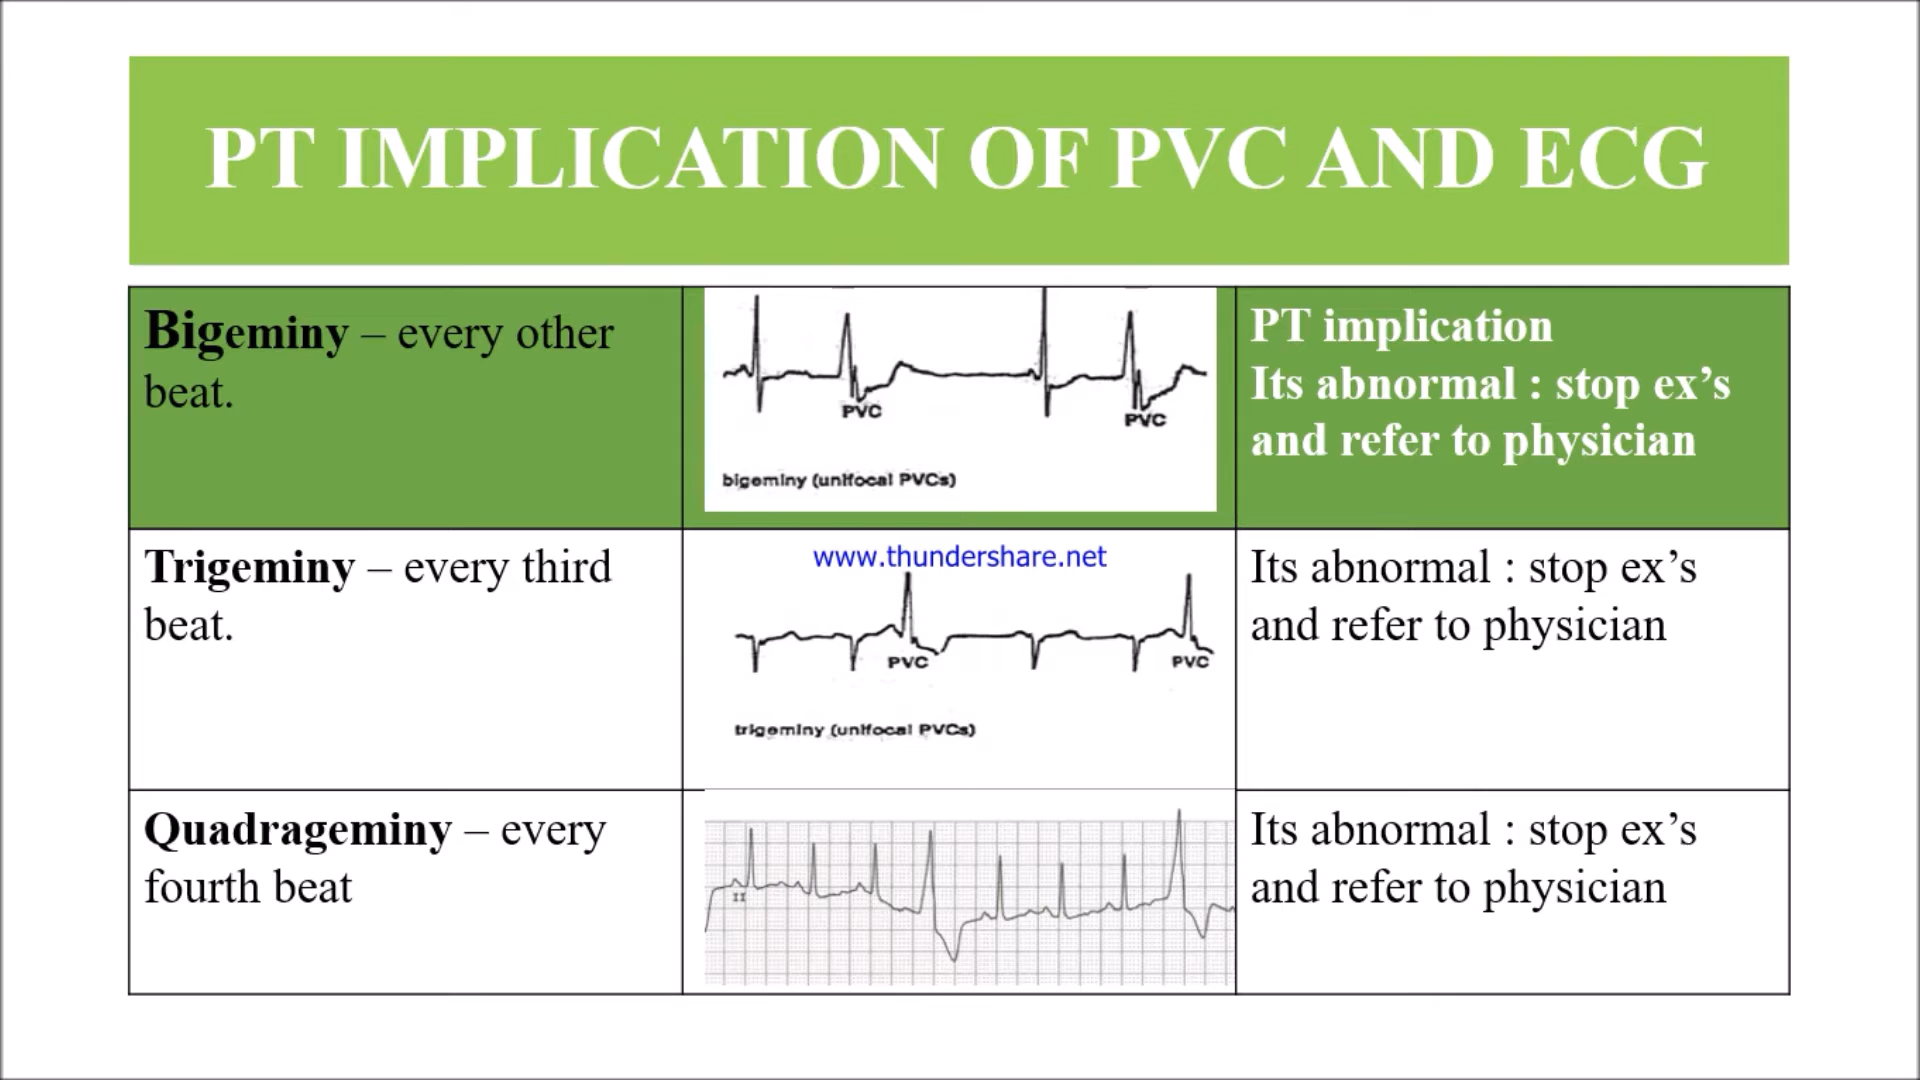 PT IMPLICATION OF PVC AND ECG
Bigeminy – every other
beat.
PVC
PVC
bigeminy (unifocal PVCs)
PT implication
Its abnormal : stop ex’s
and refer to physician
Trigeminy – every third
beat.
www.thundershare.net
PVC
PVC
trigeminy (unifocal PVCs)
Its abnormal : stop ex’s
and refer to physician
Quadrageminy – every
fourth beat
II
Its abnormal : stop ex’s
and refer to physician